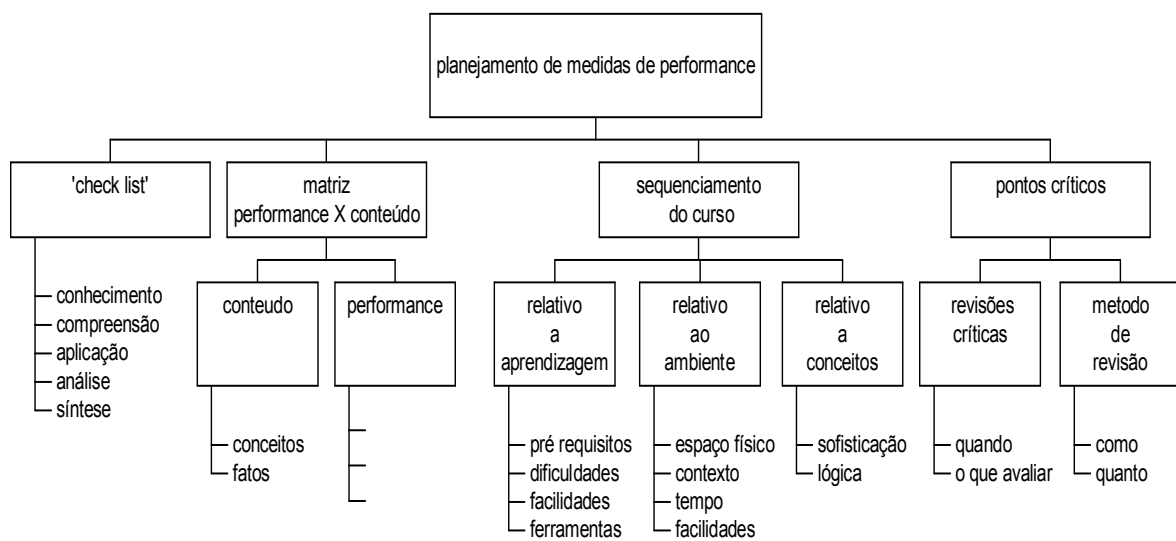 planejamento de medidas de performance
'check list'
conhecimento
compreensão
aplicação
análise
síntese
matriz
performance X conteúdo
conteudo
conceitos
fatos
performance
sequenciamento
do curso
relativo
a
aprendizagem
pré requisitos
dificuldades
facilidades
ferramentas
relativo
ao
ambiente
espaço físico
contexto
tempo
facilidades
relativo
a
conceitos
sofisticação
lógica
pontos críticos
revisões
críticas
quando
o que avaliar
metodo
de
revisão
como
quanto